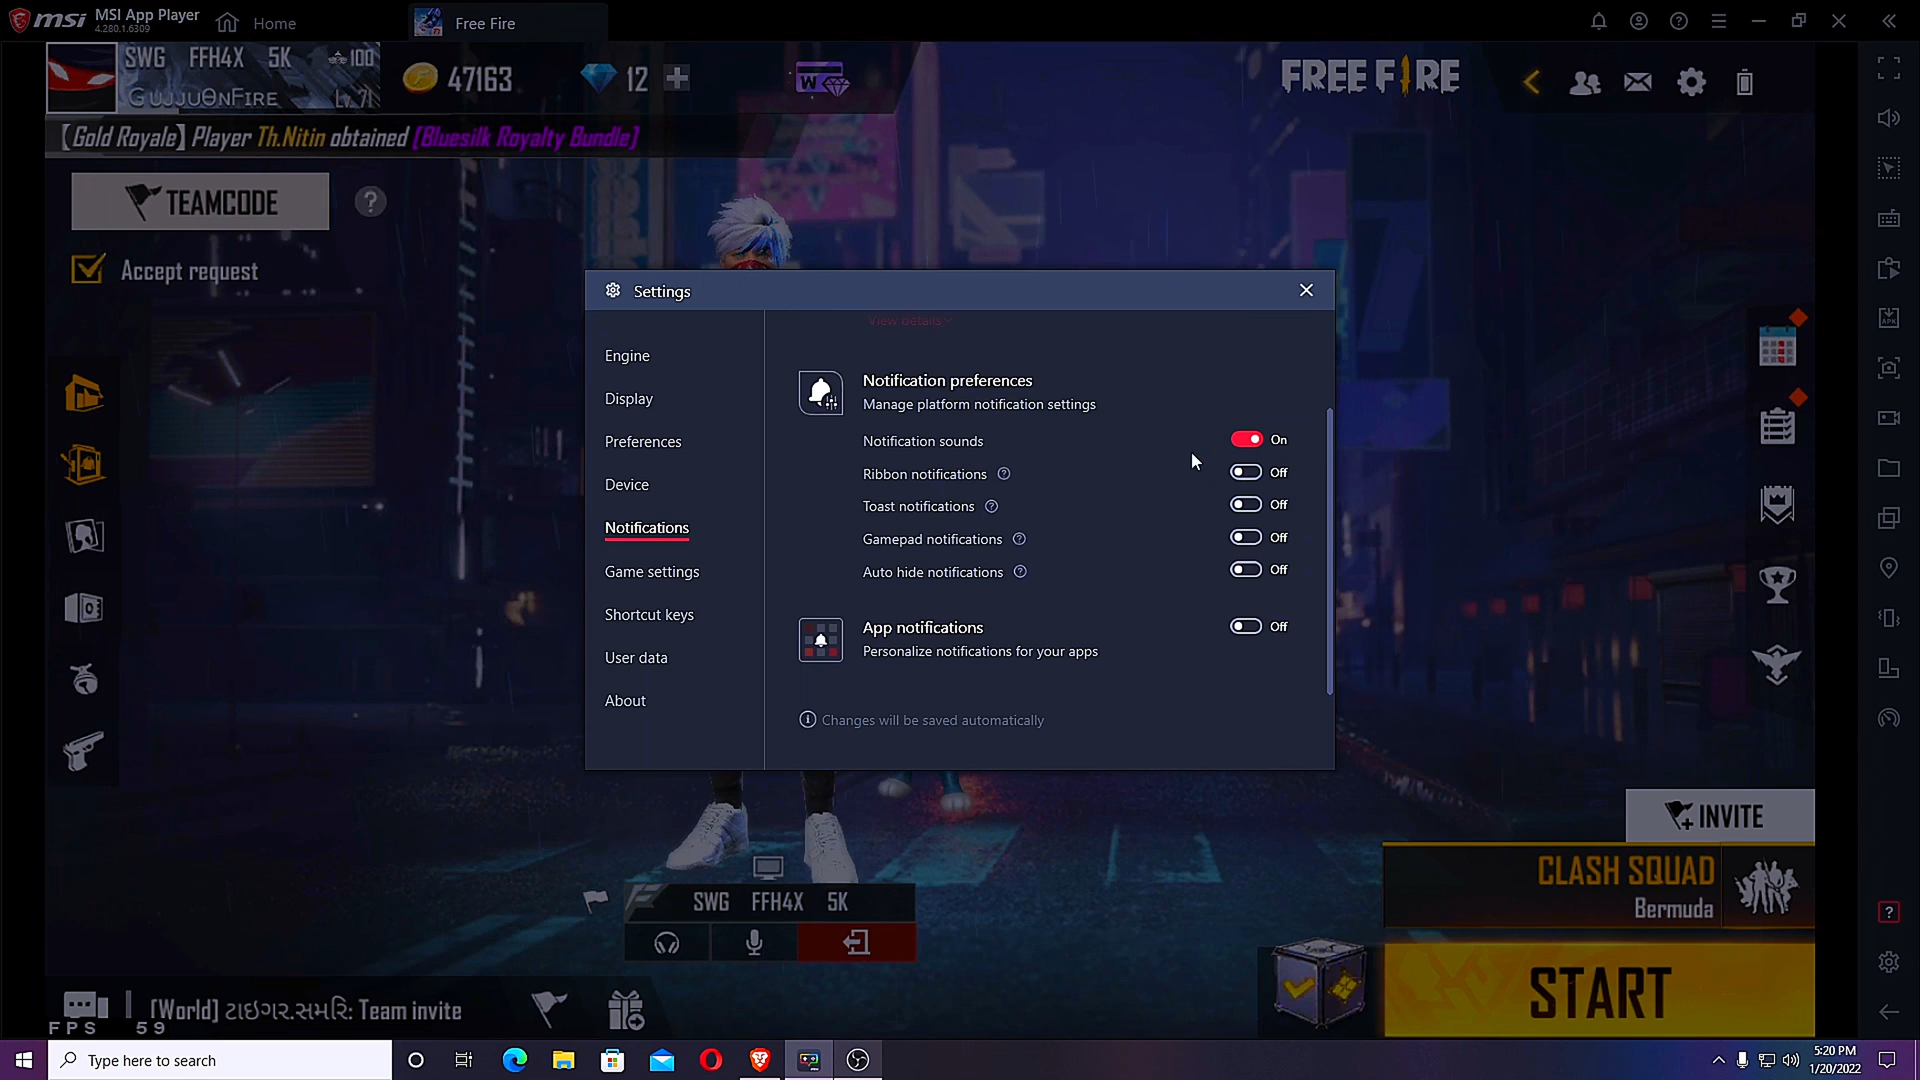 msi MSI App Player
4.280.1.6309
Home
Free Fire
SWG FFH4X 5K
100
GUJJUONFIRE
Lv. 71
47163
12
W
FREE FIRE
【Gold Royale】 Player Th.Nitin obtained [Bluesilk Royalty Bundle]
TEAMCODE
?
Accept request
Settings
View details
Engine
Display
Preferences
Device
Notifications
Game settings
Shortcut keys
User data
About
Notification preferences
Manage platform notification settings
Notification sounds
On
Ribbon notifications ?
Off
Toast notifications ?
Off
Gamepad notifications ?
Off
Auto hide notifications ?
Off
App notifications
Off
Personalize notifications for your apps
Changes will be saved automatically
APK
INVITE
CLASH SQUAD
Bermuda
SWG FFH4X 5K
START
[World] ટાઇગર.સમરિ: Team invite
FPS 59
Type here to search
5:20 PM
1/20/2022